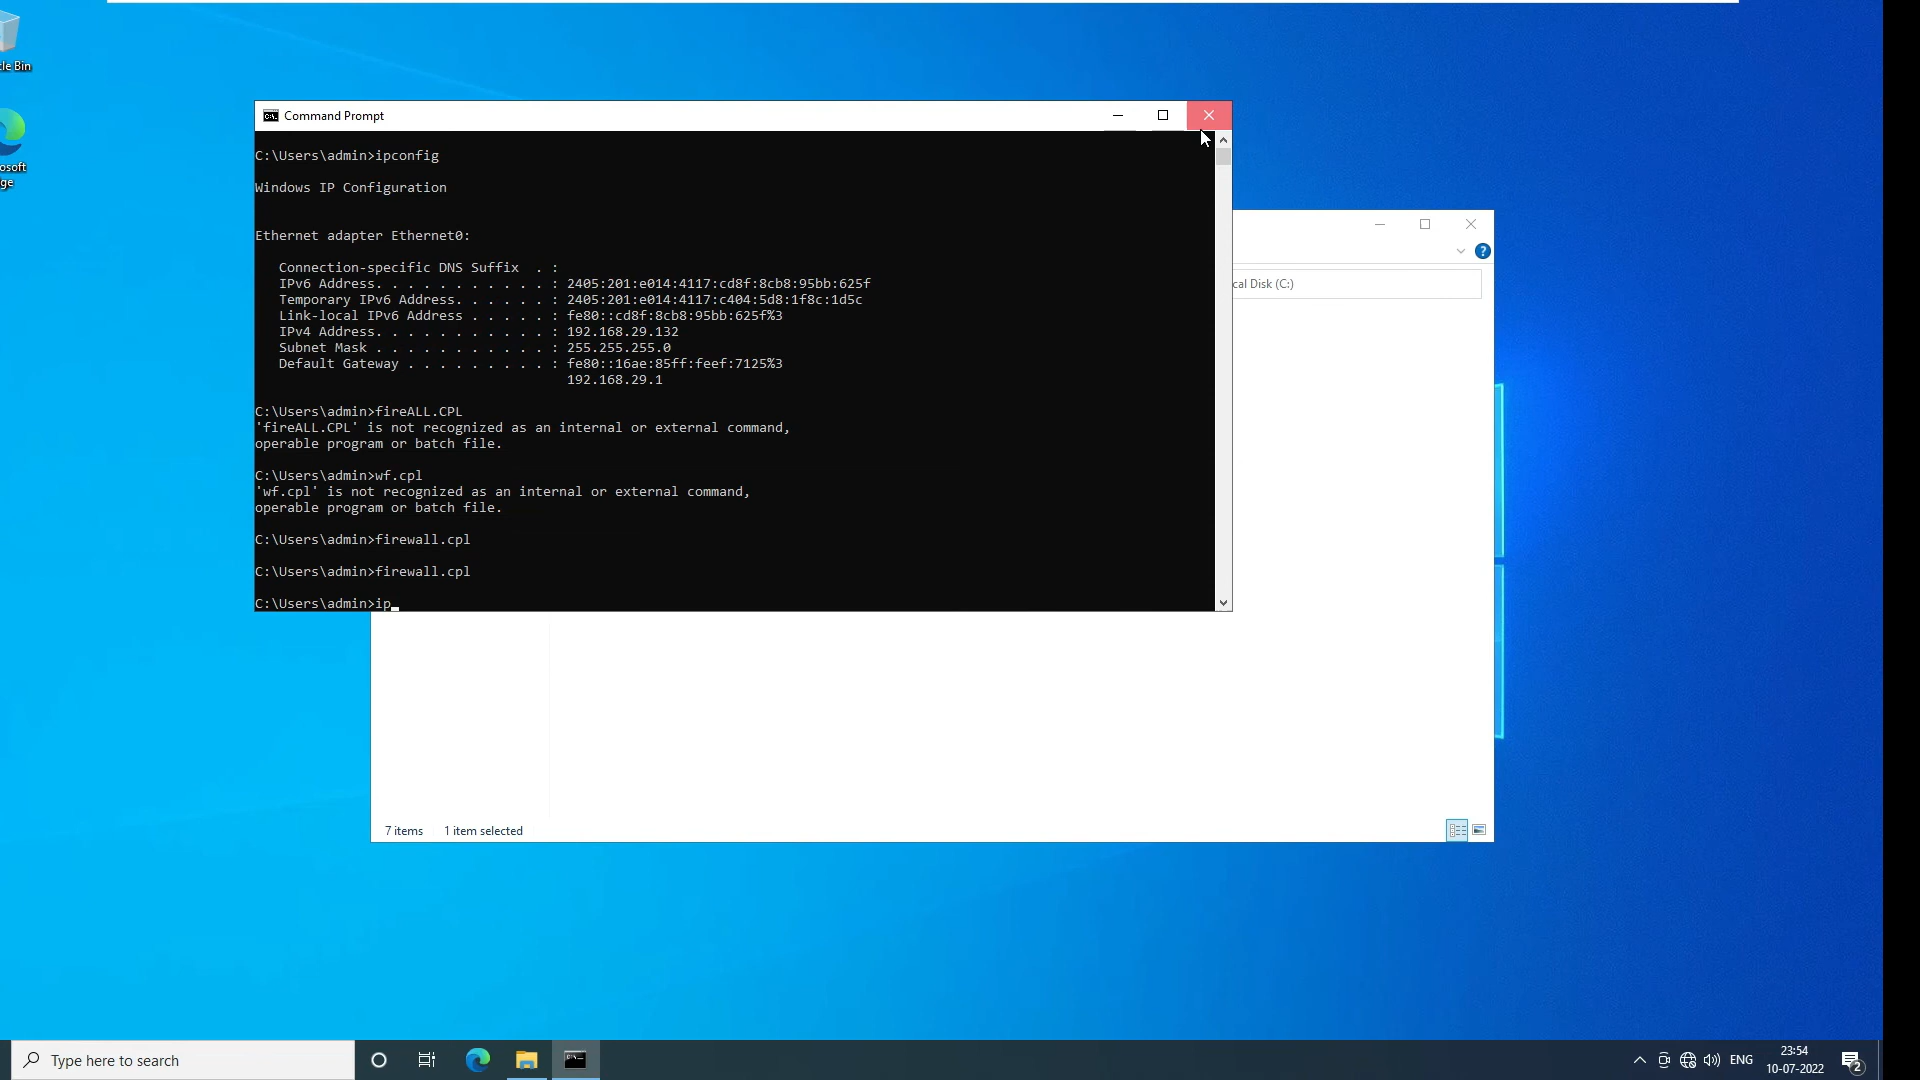 cle Bin
osoft
ge
Command Prompt
C:\Users\admin>ipconfig
Windows IP Configuration
Ethernet adapter Ethernet0:
Connection-specific DNS Suffix . :
IPv6 Address. . . . . . . . . . . : 2405:201:e014:4117:cd8f:8cb8:95bb:625f
Temporary IPv6 Address. . . . . . : 2405:201:e014:4117:c404:5d8:1f8c:1d5c
Link-local IPv6 Address . . . . . : fe80::cd8f:8cb8:95bb:625f%3
IPv4 Address. . . . . . . . . . . : 192.168.29.132
Subnet Mask . . . . . . . . . . . : 255.255.255.0
Default Gateway . . . . . . . . . : fe80::16ae:85ff:feef:7125%3
192.168.29.1
C:\Users\admin>fireALL.CPL
'fireALL.CPL' is not recognized as an internal or external command,
operable program or batch file.
C:\Users\admin>wf.cpl
'wf.cpl' is not recognized as an internal or external command,
operable program or batch file.
C:\Users\admin>firewall.cpl
C:\Users\admin>firewall.cpl
C:\Users\admin>ip_
cal Disk (C:)
7 items 1 item selected
Type here to search
ENG
23:54
10-07-2022
2